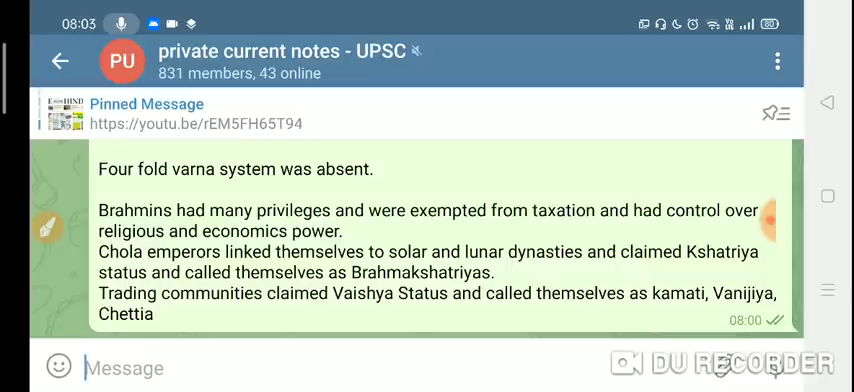 08:03
80
PU
private current notes - UPSC
831 members, 43 online
Pinned Message
https://youtu.be/rEM5FH65T94
Four fold varna system was absent.
Brahmins had many privileges and were exempted from taxation and had control over
religious and economics power.
Chola emperors linked themselves to solar and lunar dynasties and claimed Kshatriya
status and called themselves as Brahmakshatriyas.
Trading communities claimed Vaishya Status and called themselves as kamati, Vanijiya,
Chettia
08:00
Message
DU RECORDER